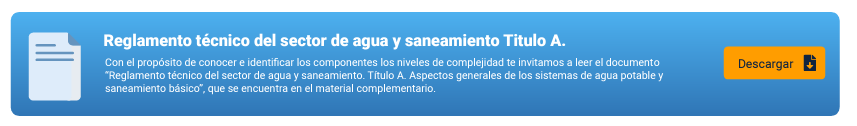 Reglamento técnico del sector de agua y saneamiento Titulo A.
Con el propósito de conocer e identificar los componentes los niveles de complejidad te invitamos a leer el documento
“Reglamento técnico del sector de agua y saneamiento. Título A. Aspectos generales de los sistemas de agua potable y
saneamiento básico”, que se encuentra en el material complementario.
Descargar